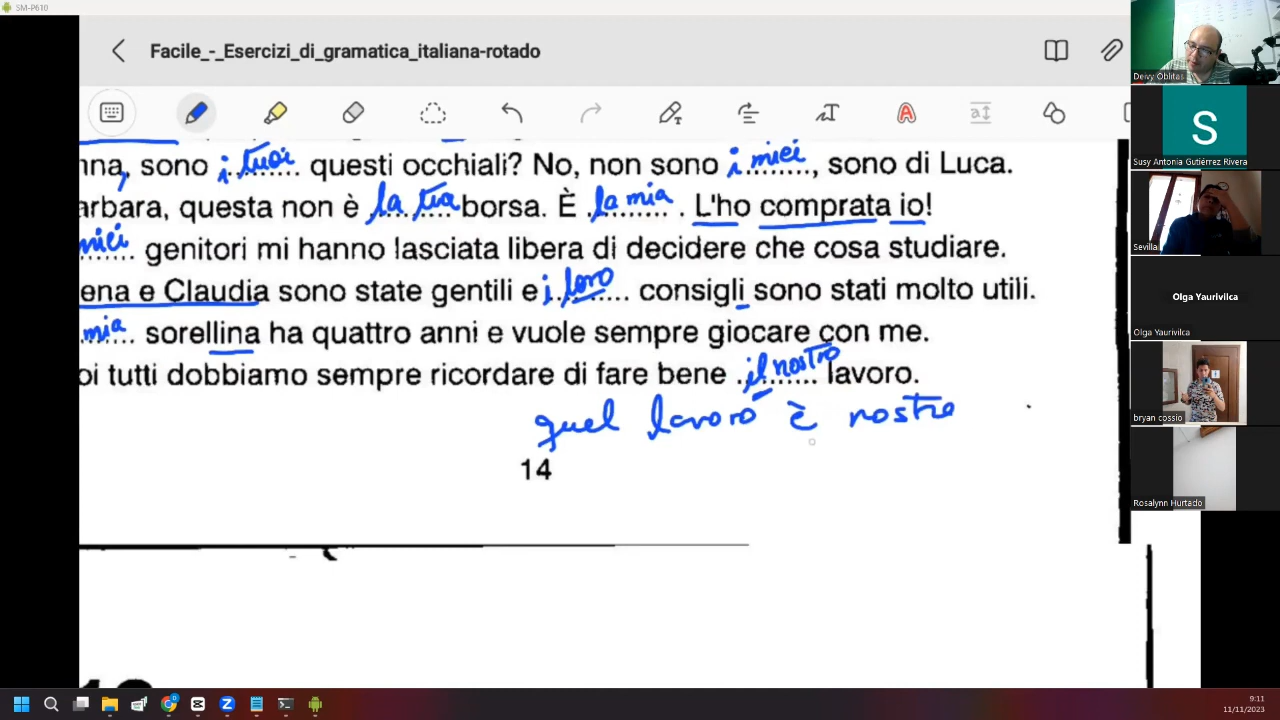 SM-P610
Facile_-_Esercizi_di_gramatica_italiana-rotado
nna, sono i tuoi questi occhiali? No, non sono i miei, sono di Luca.
arbara, questa non è la tua borsa. È la mia. L'ho comprata io!
miei genitori mi hanno lasciata libera di decidere che cosa studiare.
ena e Claudia sono state gentili e i loro consigli sono stati molto utili.
mia sorellina ha quattro anni e vuole sempre giocare con me.
oi tutti dobbiamo sempre ricordare di fare bene il nostro lavoro.
quel lavoro è nostro
14
Deivy Oblitas
S
Susy Antonia Gutiérrez Rivera
Sevilla
Olga Yaurivilca
Olga Yaurivilca
bryan cossio
Rosalynn Hurtado
9:11
11/11/2023